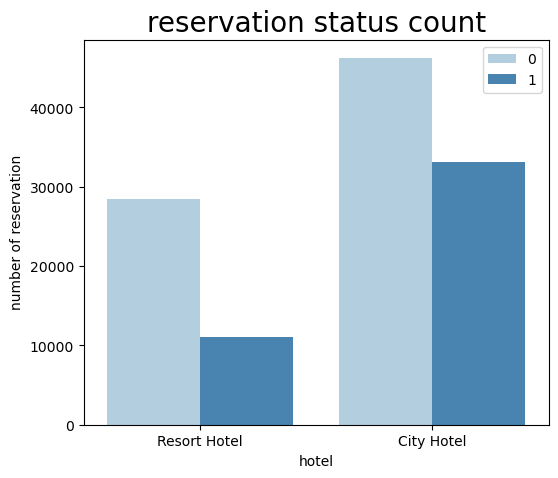 reservation status count
0
1
number of reservation
40000
30000
20000
10000
0
Resort Hotel
City Hotel
hotel